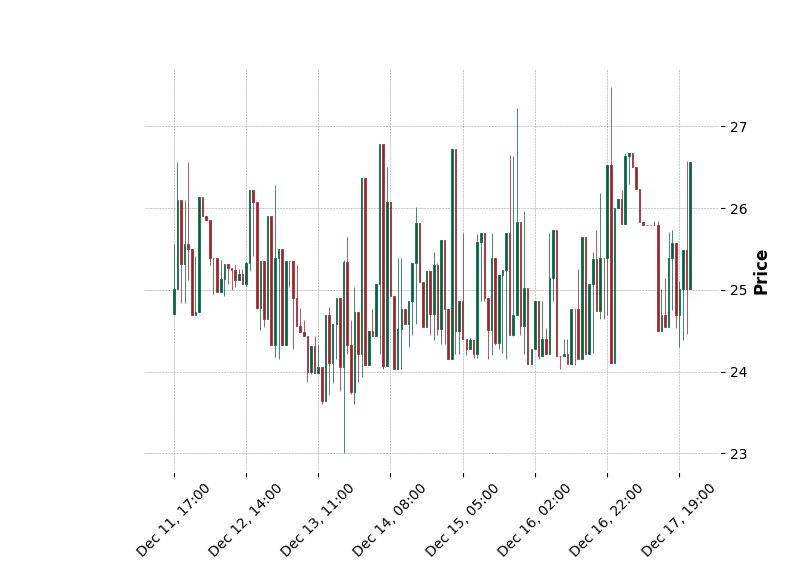 27
26
25
24
23
Price
Dec 11, 17:00
Dec 12, 14:00
Dec 13, 11:00
Dec 14, 08:00
Dec 15, 05:00
Dec 16, 02:00
Dec 16, 22:00
Dec 17, 19:00